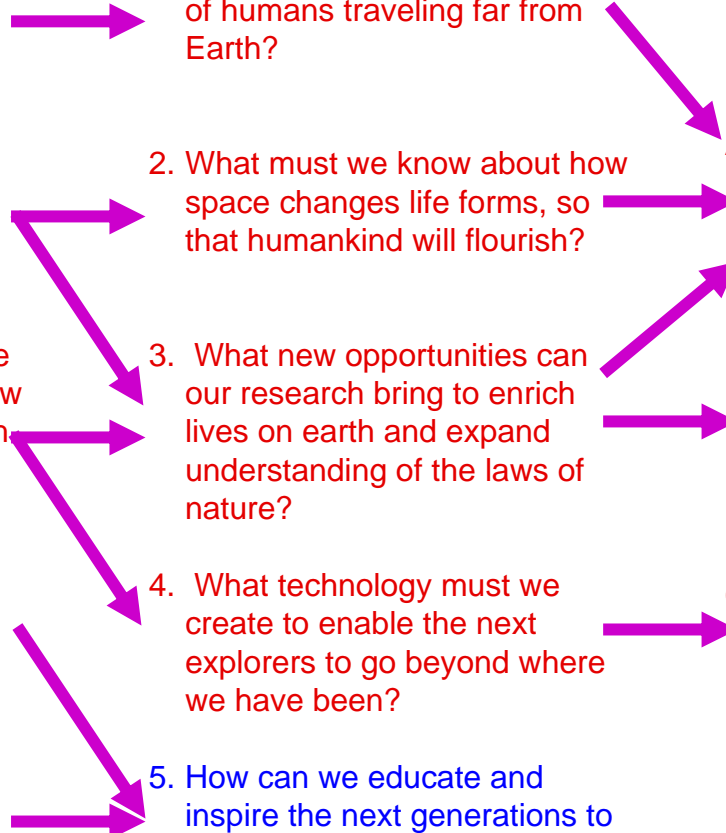 of humans traveling far from
Earth?
2. What must we know about how
space changes life forms, so
that humankind will flourish?
3. What new opportunities can
our research bring to enrich
lives on earth and expand
understanding of the laws of
nature?
4. What technology must we
create to enable the next
explorers to go beyond where
we have been?
5. How can we educate and
inspire the next generations to